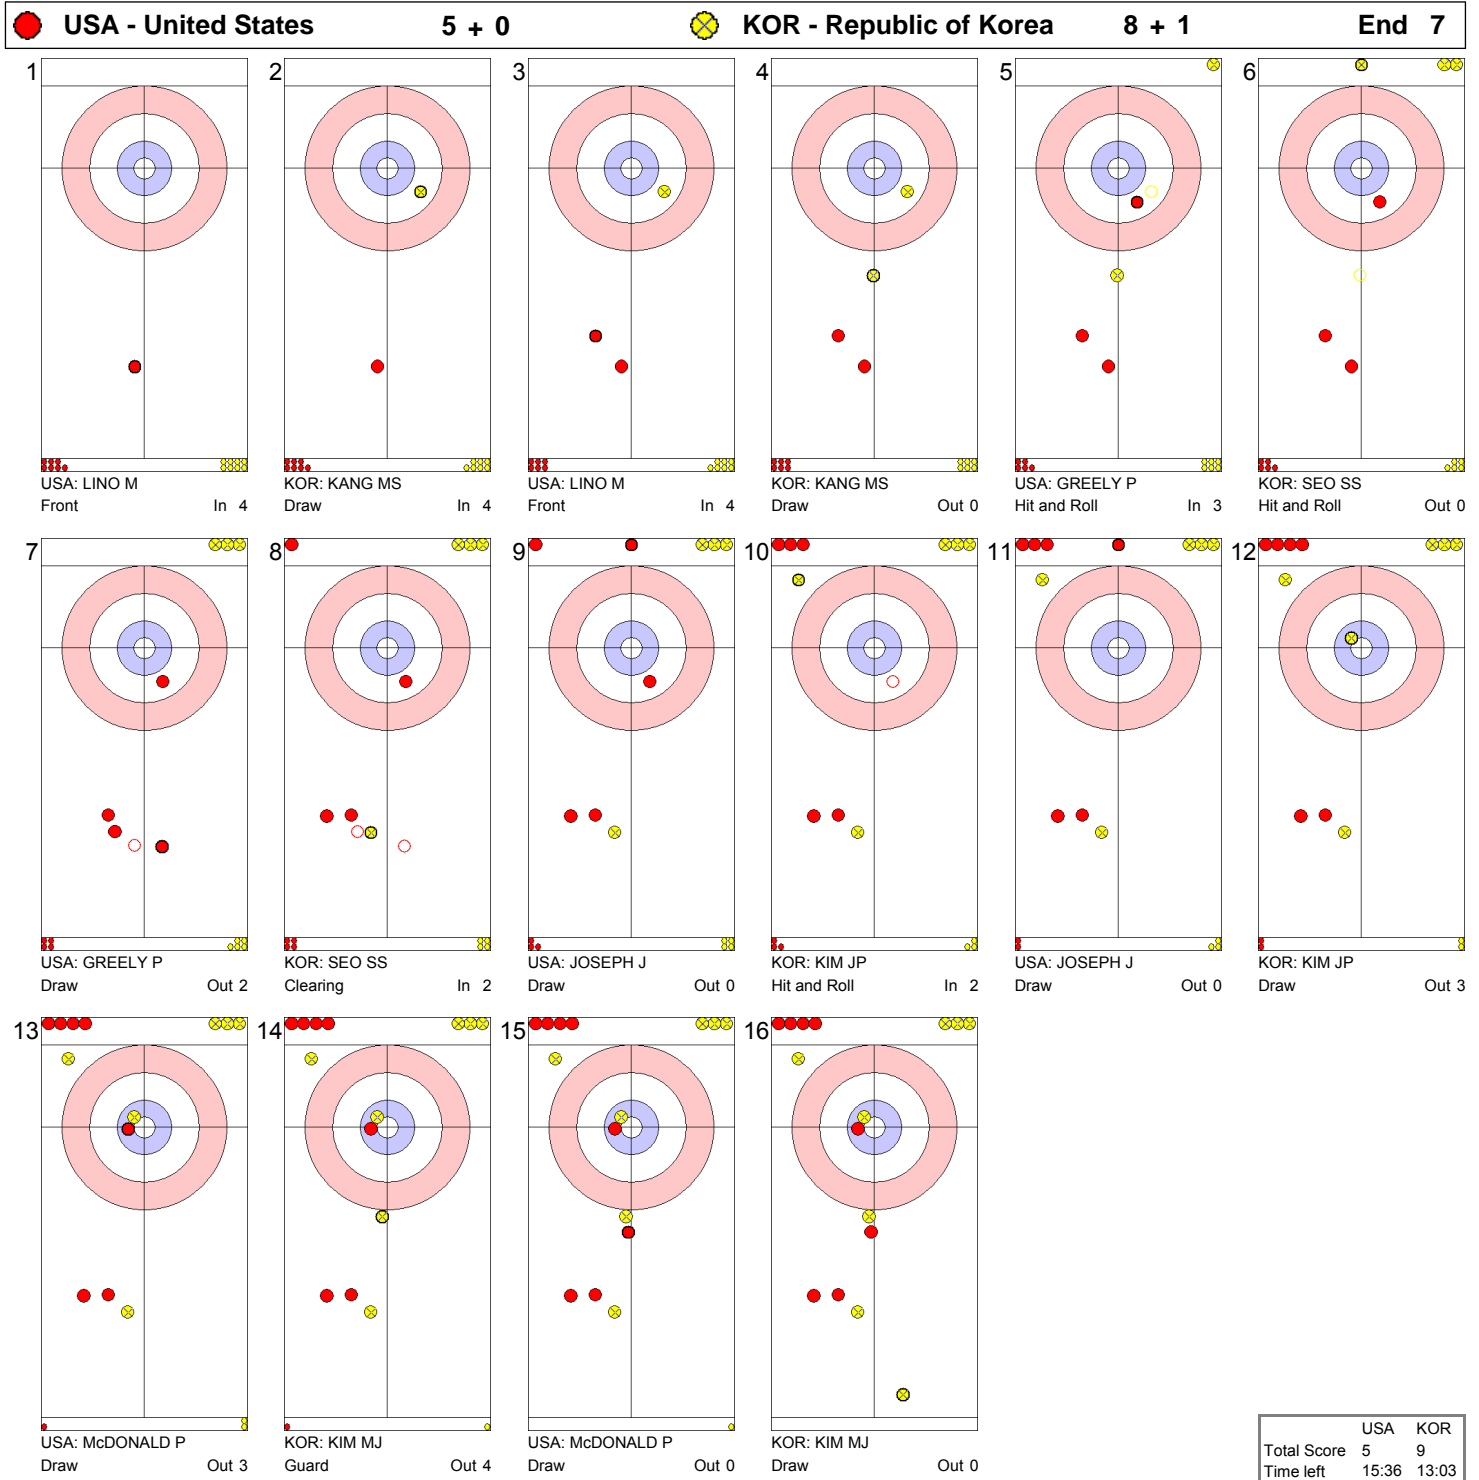 USA - United States 5 + 0 KOR - Republic of Korea 8 + 1 End 7
1 2 3 4 5 6
USA: LINO M KOR: KANG MS USA: LINO M KOR: KANG MS USA: GREELY P KOR: SEO SS
Front In 4 Draw In 4 Front In 4 Draw Out 0 Hit and Roll In 3 Hit and Roll Out 0
7 8 9 10 11 12
USA: GREELY P KOR: SEO SS USA: JOSEPH J KOR: KIM JP USA: JOSEPH J KOR: KIM JP
Draw Out 2 Clearing In 2 Draw Out 0 Hit and Roll In 2 Draw Out 0 Draw Out 3
13 14 15 16
USA: McDONALD P KOR: KIM MJ USA: McDONALD P KOR: KIM MJ
Draw Out 3 Guard Out 4 Draw Out 0 Draw Out 0
USA KOR
Total Score 5 9
Time left 15:36 13:03